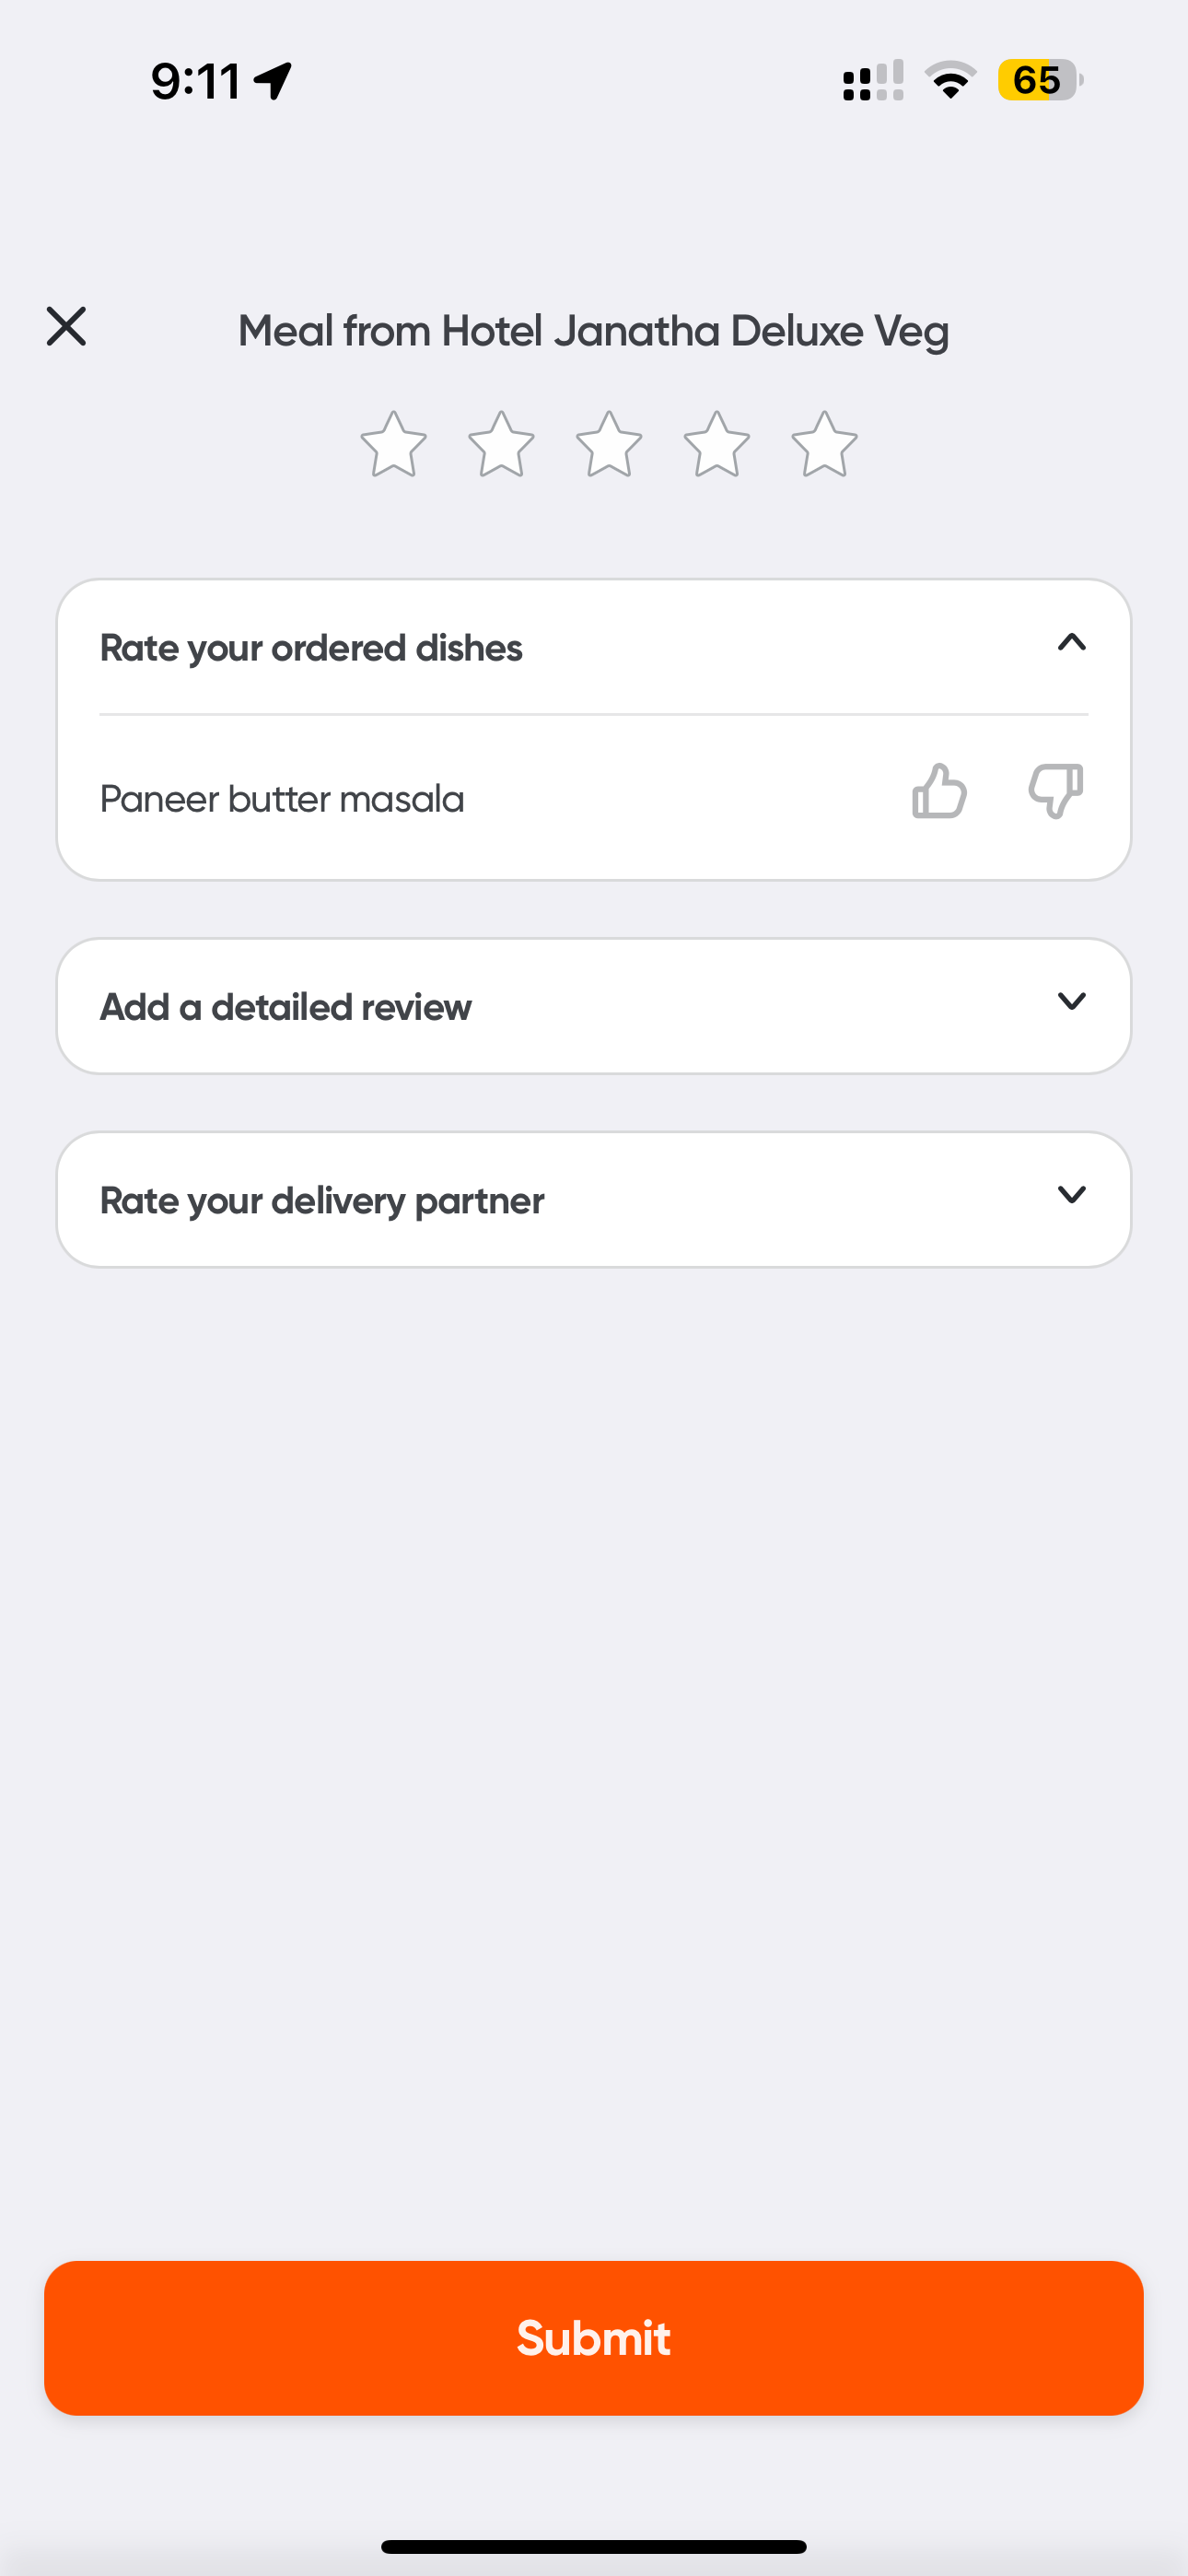 9:11
65
Meal from Hotel Janatha Deluxe Veg
Rate your ordered dishes
Paneer butter masala
Add a detailed review
Rate your delivery partner
Submit